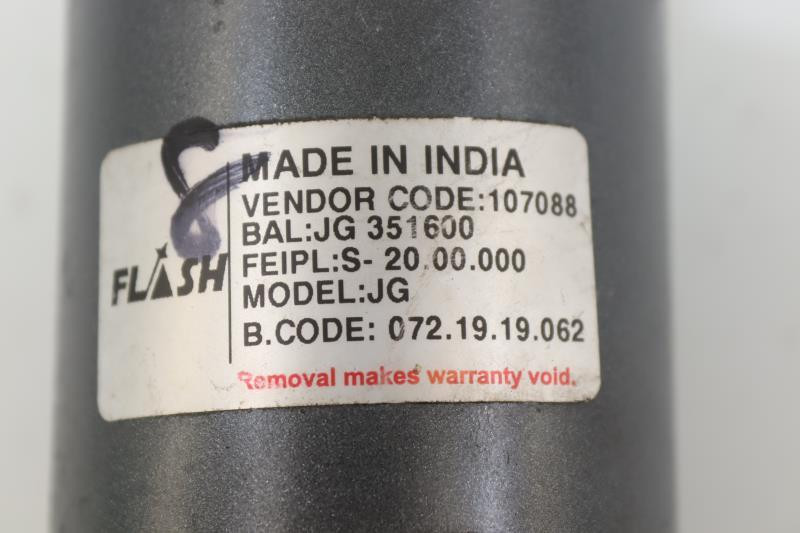 8
FLASH
MADE IN INDIA
VENDOR CODE:107088
BAL:JG 351600
FEIPL:S- 20.00.000
MODEL:JG
B.CODE: 072.19.19.062
Removal makes warranty void.